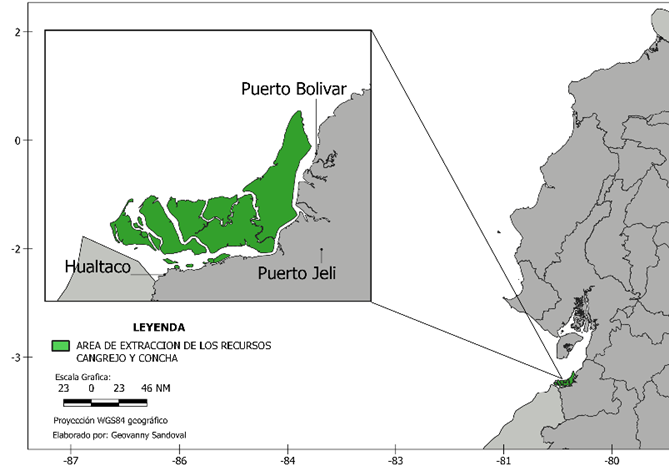 2
0
-2
-3
Puerto Bolivar
Hualtaco
Puerto Jeli
LEYENDA
AREA DE EXTRACCION DE LOS RECURSOS
CANGREJO Y CONCHA
Escala Grafica:
23 0 23 46 NM
Proyección WGS84 geográfico
Elaborado por: Geovanny Sandoval
-87 -86 -85 -84 -83 -82 -81 -80 -79